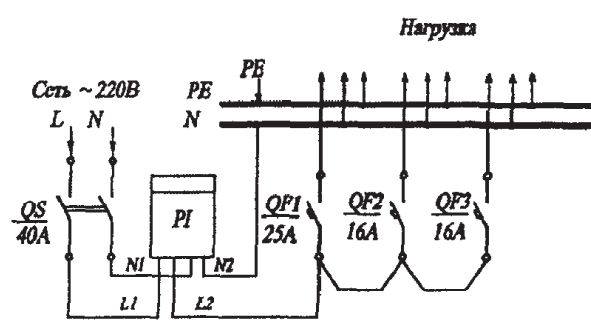 Нагрузка
Сеть ~ 220В
L N
PE
PE
N
QS
40A
PI
QF1
25A
QF2
16A
QF3
16A
N1
N2
L1
L2